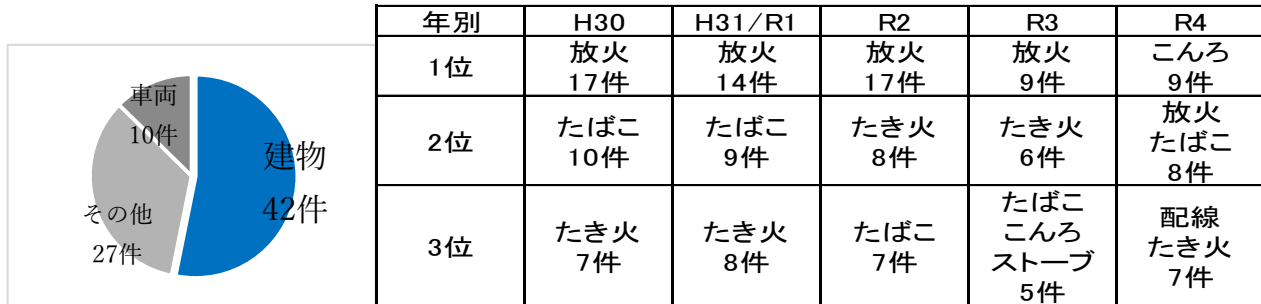 車両
10件
建物
42件
その他
27件
年別 H30 H31/R1 R2 R3 R4
1位 放火 17件 放火 14件 放火 17件 放火 9件 こんろ 9件
2位 たばこ 10件 たばこ 9件 たき火 8件 たき火 6件 放火 たばこ 8件
3位 たき火 7件 たき火 8件 たばこ 7件 たばこ こんろ ストーブ 5件 配線 たき火 7件